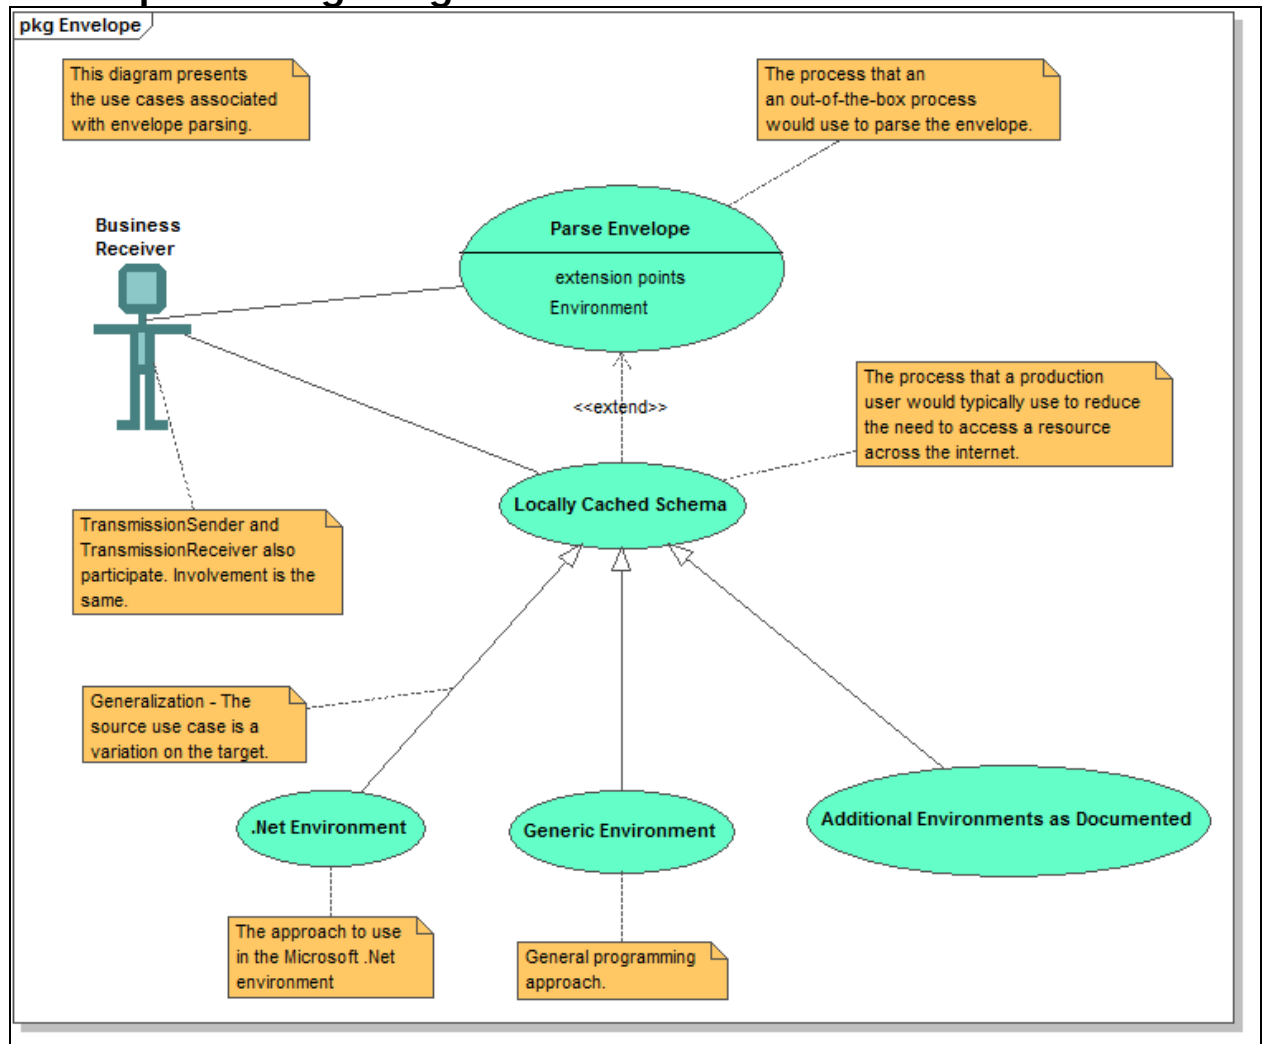 pkg Envelope
This diagram presents
the use cases associated
with envelope parsing.
The process that an
an out-of-the-box process
would use to parse the envelope.
Business
Receiver
Parse Envelope
extension points
Environment
<<extend>>
The process that a production
user would typically use to reduce
the need to access a resource
across the internet.
Locally Cached Schema
TransmissionSender and
TransmissionReceiver also
participate. Involvement is the
same.
Generalization - The
source use case is a
variation on the target.
.Net Environment
Generic Environment
Additional Environments as Documented
The approach to use
in the Microsoft .Net
environment
General programming
approach.